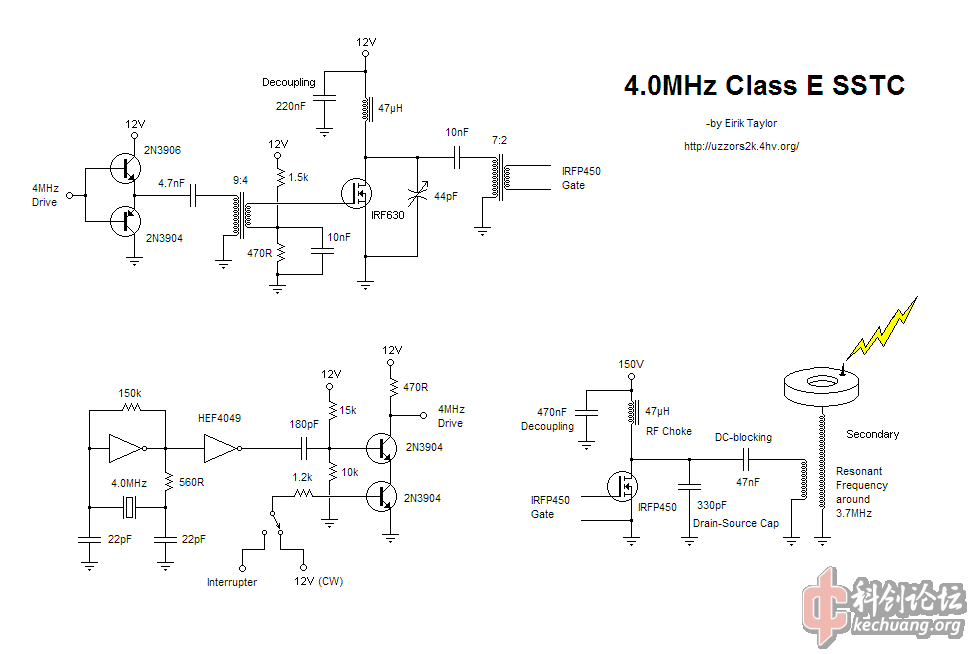 4.0MHz Class E SSTC
-by Eirik Taylor
http://uzzors2k.4hv.org/
12V
Decoupling
220nF
47µH
12V
2N3906
4MHz
Drive
4.7nF
2N3904
9:4
12V
1.5k
470R
10nF
IRF630
44pF
10nF
7:2
IRFP450
Gate
150k
HEF4049
4.0MHz
560R
22pF
22pF
180pF
12V
15k
10k
1.2k
12V
470R
4MHz
Drive
2N3904
2N3904
Interrupter
12V (CW)
150V
470nF
Decoupling
47µH
RF Choke
IRFP450
Gate
IRFP450
330pF
Drain-Source Cap
DC-blocking
47nF
Secondary
Resonant
Frequency
around
3.7MHz
科创论坛
kechuang.org